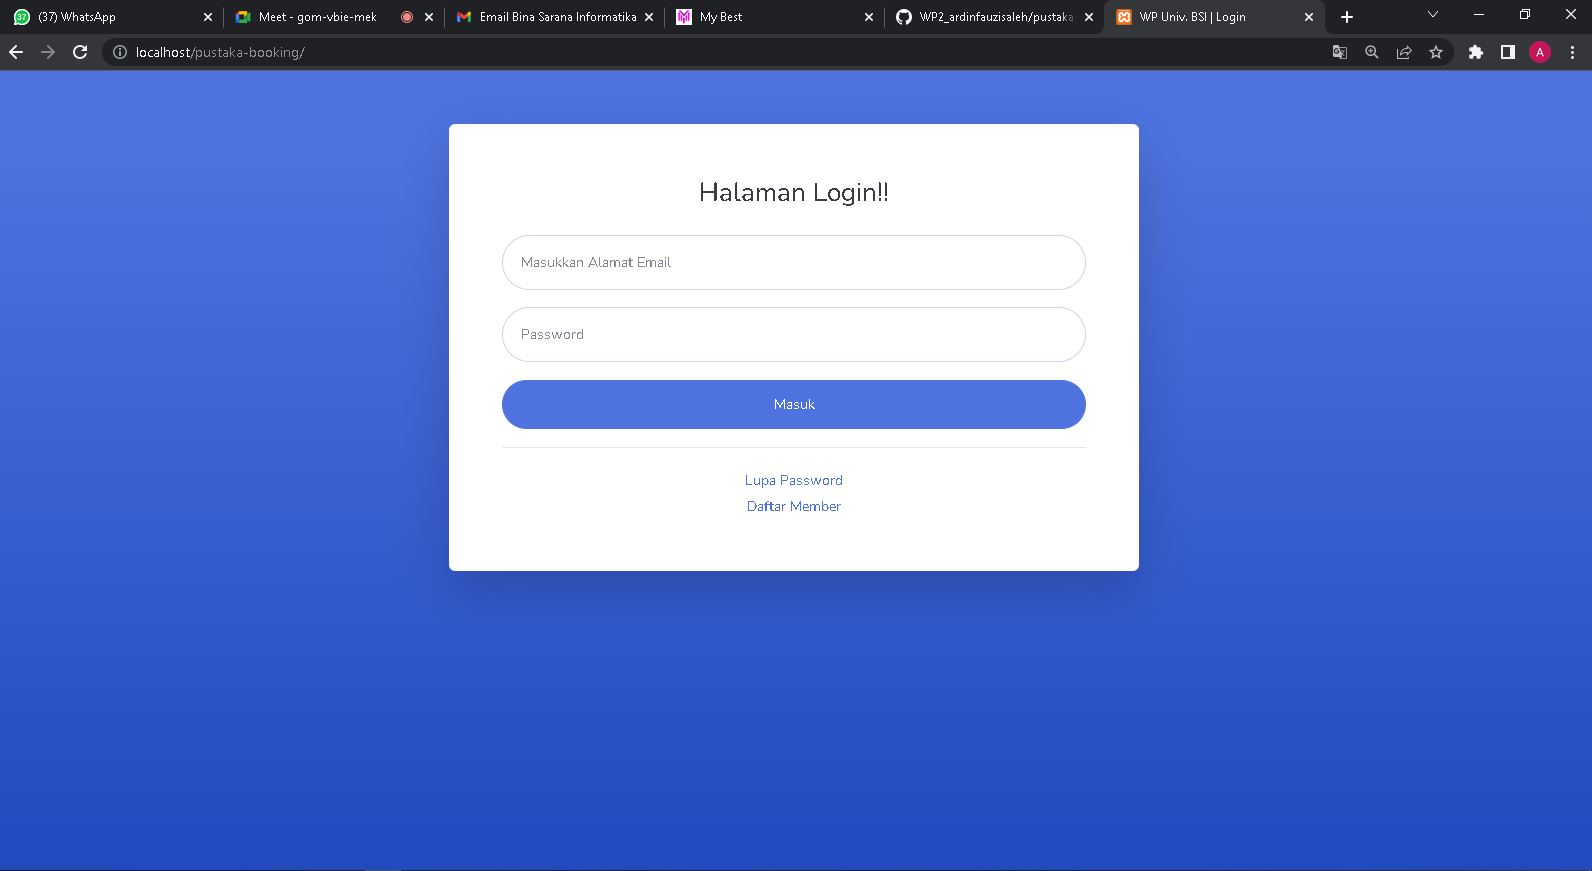 37 (37) WhatsApp
Meet - gom-vbie-mek
Email Bina Sarana Informatika
My Best
WP2_ardinfauzisaleh/pustaka
WP Univ. BSI | Login
localhost/pustaka-booking/
A
Halaman Login!!
Masukkan Alamat Email
Password
Masuk
Lupa Password
Daftar Member